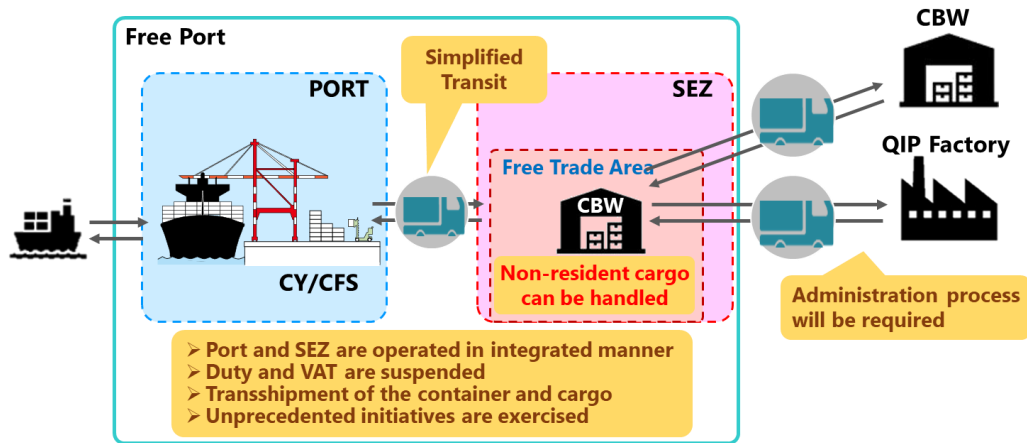 Free Port
PORT
CY/CFS
Simplified
Transit
SEZ
Free Trade Area
CBW
Non-resident cargo
can be handled
CBW
QIP Factory
Administration process
will be required
➢ Port and SEZ are operated in integrated manner
➢ Duty and VAT are suspended
➢ Transshipment of the container and cargo
➢ Unprecedented initiatives are exercised